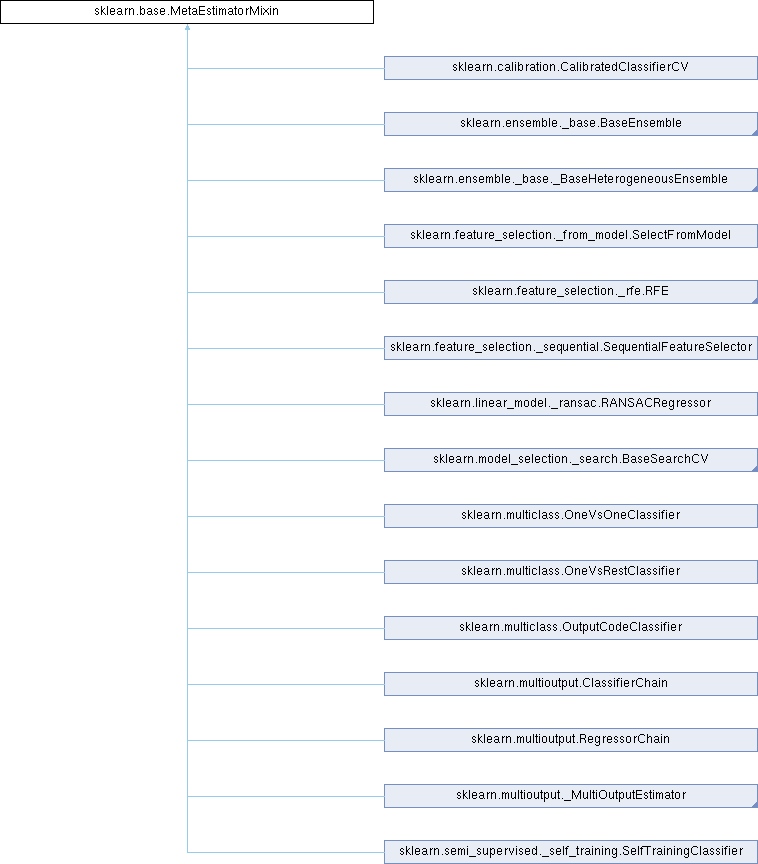 sklearn.base.MetaEstimatorMixin
sklearn.calibration.CalibratedClassifierCV
sklearn.ensemble._base.BaseEnsemble
sklearn.ensemble._base._BaseHeterogeneousEnsemble
sklearn.feature_selection._from_model.SelectFromModel
sklearn.feature_selection._rfe.RFE
sklearn.feature_selection._sequential.SequentialFeatureSelector
sklearn.linear_model._ransac.RANSACRegressor
sklearn.model_selection._search.BaseSearchCV
sklearn.multiclass.OneVsOneClassifier
sklearn.multiclass.OneVsRestClassifier
sklearn.multiclass.OutputCodeClassifier
sklearn.multioutput.ClassifierChain
sklearn.multioutput.RegressorChain
sklearn.multioutput._MultiOutputEstimator
sklearn.semi_supervised._self_training.SelfTrainingClassifier